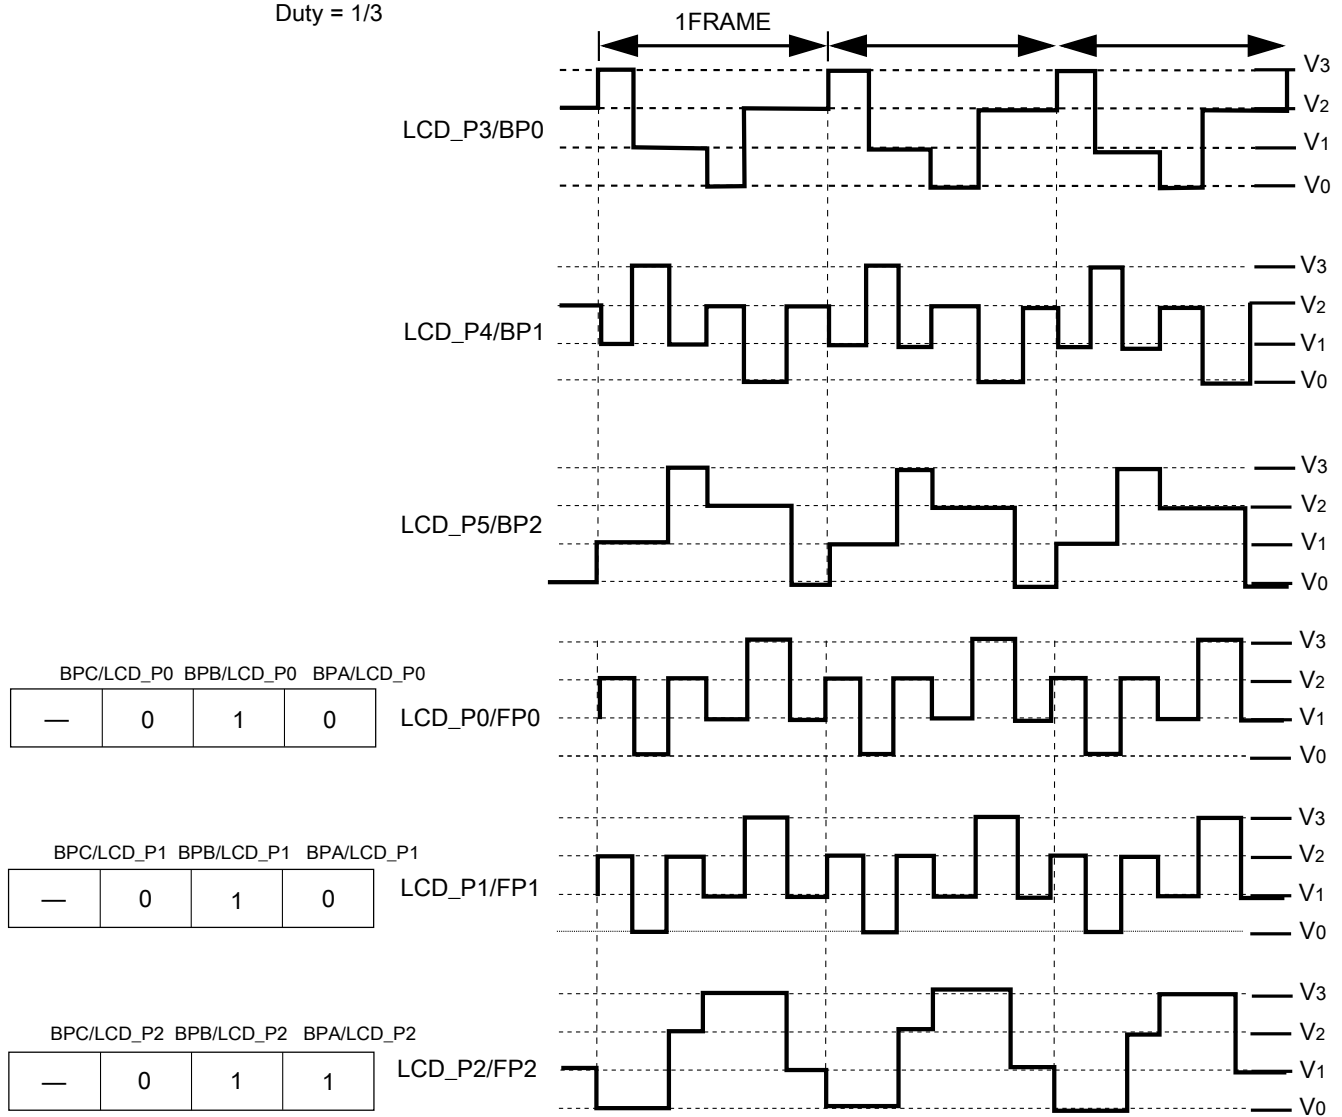 Duty = 1/3
1FRAME
LCD_P3/BP0
V3
V2
V1
V0
LCD_P4/BP1
V3
V2
V1
V0
LCD_P5/BP2
V3
V2
V1
V0
BPC/LCD_P0 BPB/LCD_P0 BPA/LCD_P0
— 0 1 0
LCD_P0/FP0
V3
V2
V1
V0
BPC/LCD_P1 BPB/LCD_P1 BPA/LCD_P1
— 0 1 0
LCD_P1/FP1
V3
V2
V1
V0
BPC/LCD_P2 BPB/LCD_P2 BPA/LCD_P2
— 0 1 1
LCD_P2/FP2
V3
V2
V1
V0